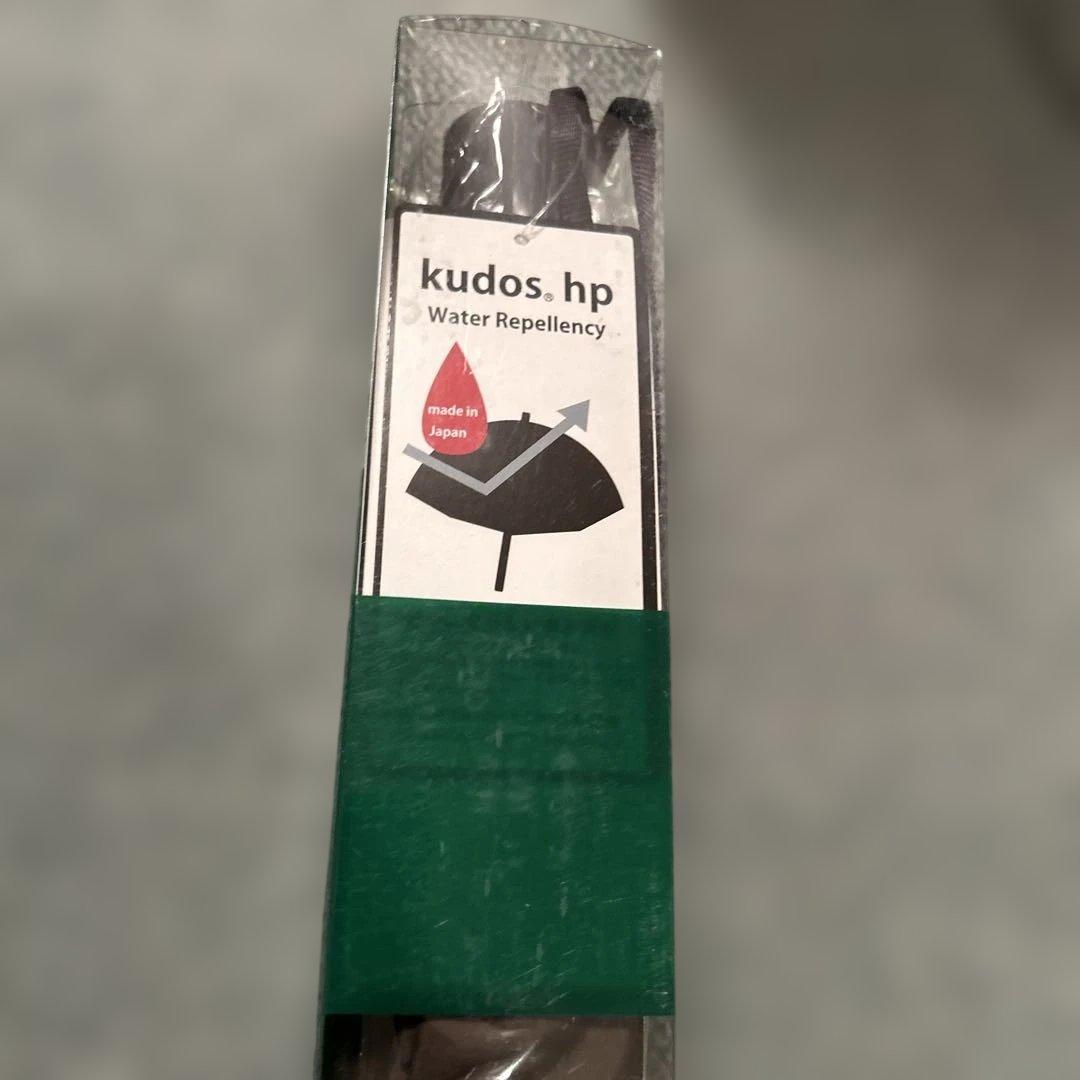 kudos® hp
Water Repellency
made in
Japan